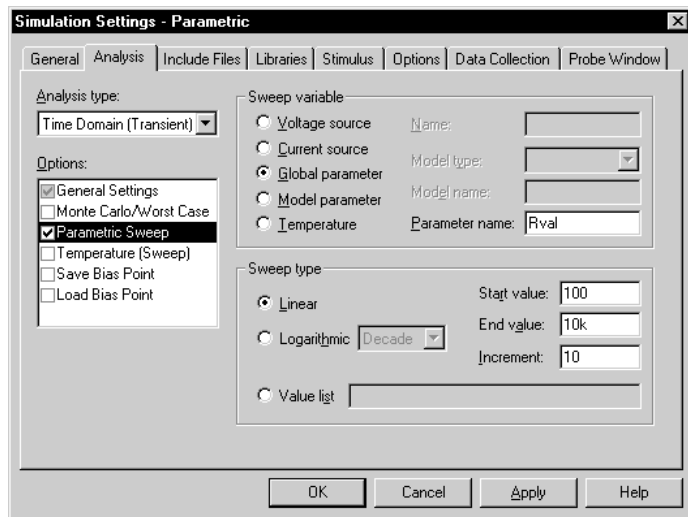 Simulation Settings - Parametric
General Analysis Include Files Libraries Stimulus Options Data Collection Probe Window
Analysis type:
Time Domain (Transient)
Options:
General Settings
Monte Carlo/Worst Case
Parametric Sweep
Temperature (Sweep)
Save Bias Point
Load Bias Point
Sweep variable
Voltage source
Current source
Global parameter
Model parameter
Temperature
Name:
Model type:
Model name:
Parameter name: Rval
Sweep type
Linear
Logarithmic Decade
Value list
Start value: 100
End value: 10k
Increment: 10
OK Cancel Apply Help